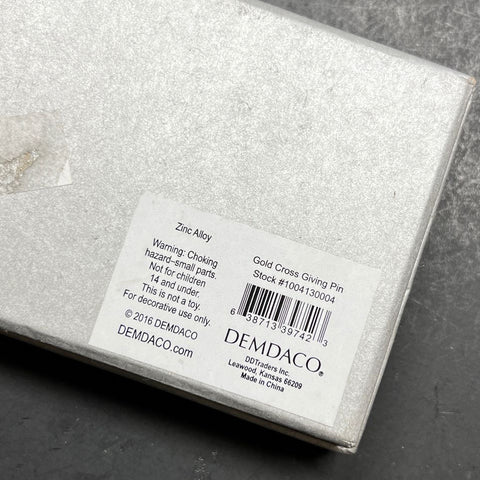 Zinc Alloy
Warning: Choking
hazard–small parts.
Not for children
14 and under.
This is not a toy.
For decorative use only.
© 2016 DEMDACO
DEMDACO.com
Gold Cross Giving Pin
Stock #1004130004
6 38713 39742 3
DEMDACO®
DDTraders Inc.
Leawood, Kansas 66209
Made in China